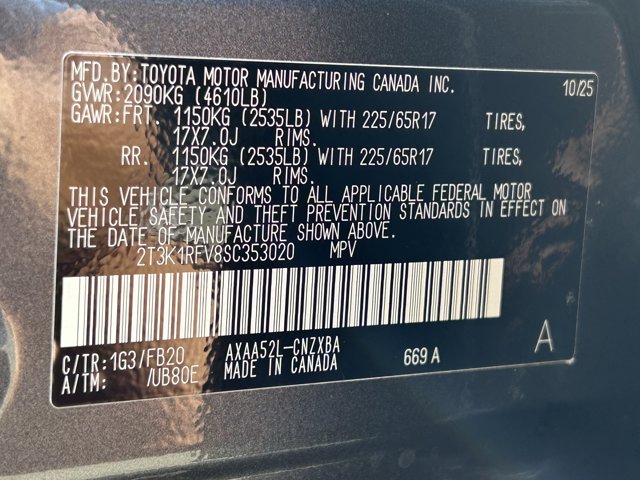 MFD.BY:TOYOTA MOTOR MANUFACTURING CANADA INC. 10/25
GVWR:2090KG (4610LB)
GAWR:FRT. 1150KG (2535LB) WITH 225/65R17 TIRES,
17X7.0J RIMS.
RR. 1150KG (2535LB) WITH 225/65R17 TIRES,
17X7.0J RIMS.
THIS VEHICLE CONFORMS TO ALL APPLICABLE FEDERAL MOTOR
VEHICLE SAFETY AND THEFT PREVENTION STANDARDS IN EFFECT ON
THE DATE OF MANUFACTURE SHOWN ABOVE.
2T3K1RFV8SC353020 MPV
C/TR:1G3/FB20 AXAA52L-CNZXBA 669A A
A/TM: /UB80E MADE IN CANADA